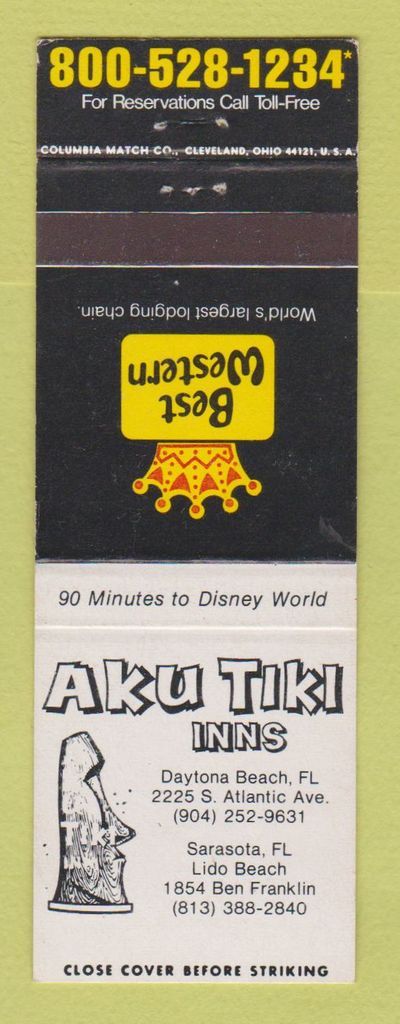 800-528-1234*
For Reservations Call Toll-Free
COLUMBIA MATCH CO., CLEVELAND, OHIO 44121, U.S.A.
World's largest lodging chain.
Best
Western
90 Minutes to Disney World
AKU TIKI
INNS
Daytona Beach, FL
2225 S. Atlantic Ave.
(904) 252-9631
Sarasota, FL
Lido Beach
1854 Ben Franklin
(813) 388-2840
CLOSE COVER BEFORE STRIKING